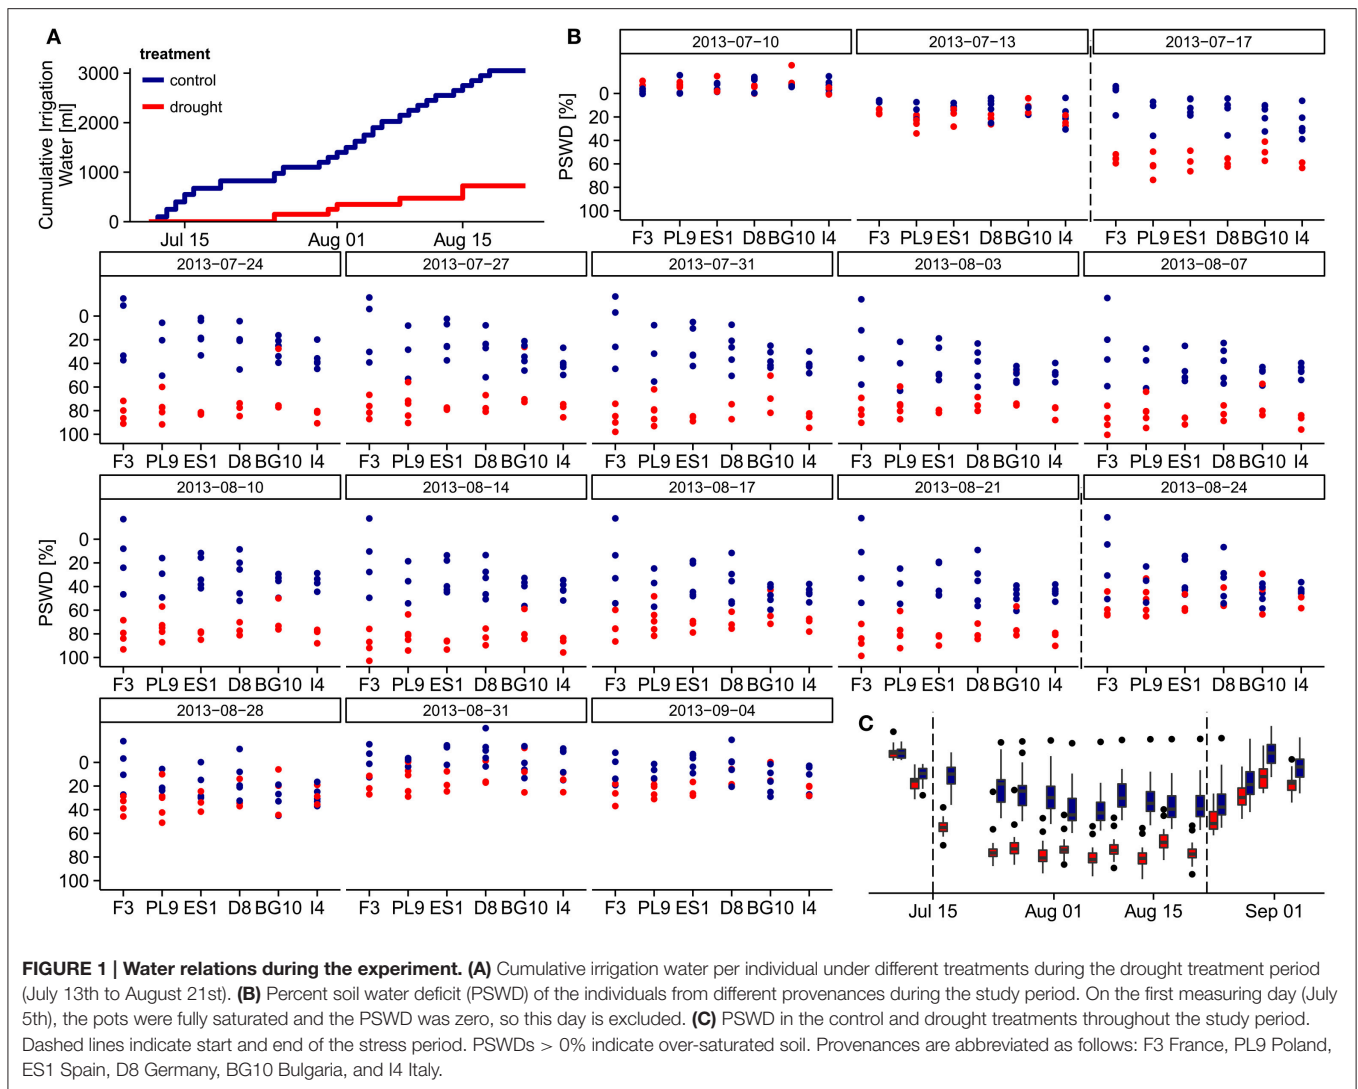 A
treatment
control
drought
Cumulative Irrigation
Water [ml]
3000
2000
1000
0
Jul 15
Aug 01
Aug 15
B
2013−07−10
2013−07−13
2013−07−17
PSWD [%]
0
20
40
60
80
100
F3 PL9 ES1 D8 BG10 I4
F3 PL9 ES1 D8 BG10 I4
F3 PL9 ES1 D8 BG10 I4
2013−07−24
2013−07−27
2013−07−31
2013−08−03
2013−08−07
0
20
40
60
80
100
F3 PL9 ES1 D8 BG10 I4
F3 PL9 ES1 D8 BG10 I4
F3 PL9 ES1 D8 BG10 I4
F3 PL9 ES1 D8 BG10 I4
F3 PL9 ES1 D8 BG10 I4
2013−08−10
2013−08−14
2013−08−17
2013−08−21
2013−08−24
PSWD [%]
0
20
40
60
80
100
F3 PL9 ES1 D8 BG10 I4
F3 PL9 ES1 D8 BG10 I4
F3 PL9 ES1 D8 BG10 I4
F3 PL9 ES1 D8 BG10 I4
F3 PL9 ES1 D8 BG10 I4
2013−08−28
2013−08−31
2013−09−04
0
20
40
60
80
100
F3 PL9 ES1 D8 BG10 I4
F3 PL9 ES1 D8 BG10 I4
F3 PL9 ES1 D8 BG10 I4
C
Jul 15
Aug 01
Aug 15
Sep 01
FIGURE 1 | Water relations during the experiment. (A) Cumulative irrigation water per individual under different treatments during the drought treatment period
(July 13th to August 21st). (B) Percent soil water deficit (PSWD) of the individuals from different provenances during the study period. On the first measuring day (July
5th), the pots were fully saturated and the PSWD was zero, so this day is excluded. (C) PSWD in the control and drought treatments throughout the study period.
Dashed lines indicate start and end of the stress period. PSWDs > 0% indicate over-saturated soil. Provenances are abbreviated as follows: F3 France, PL9 Poland,
ES1 Spain, D8 Germany, BG10 Bulgaria, and I4 Italy.